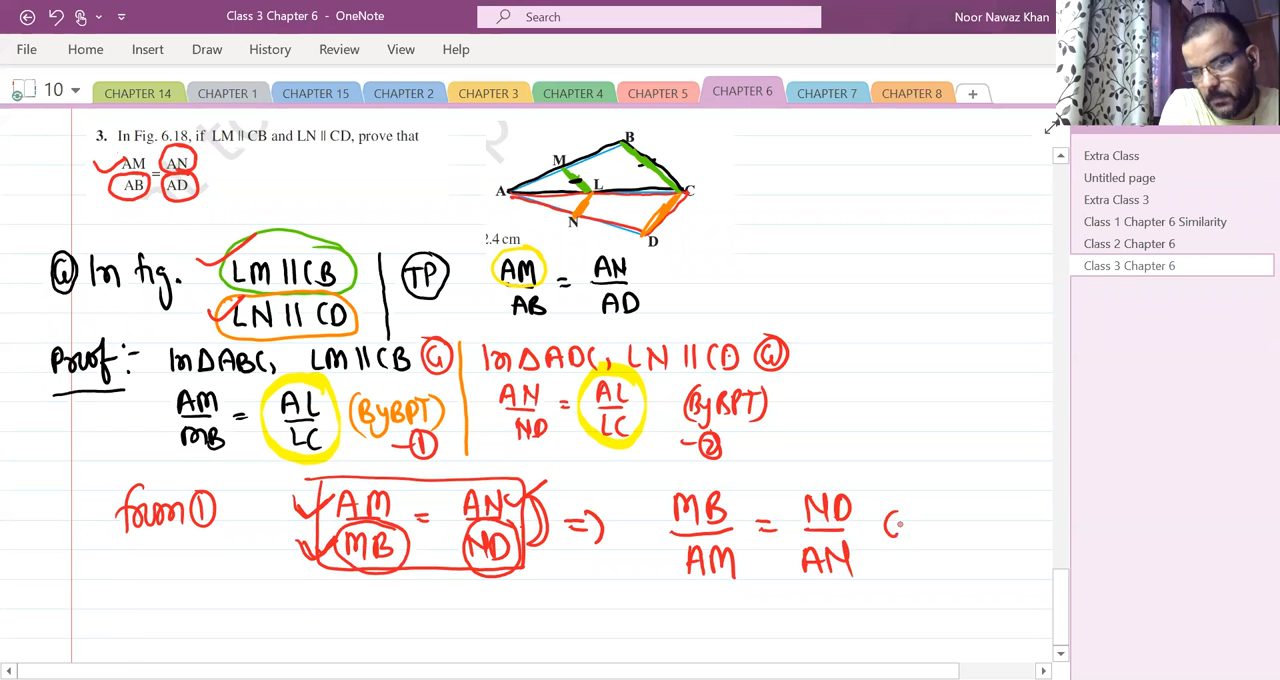 Class 3 Chapter 6 - OneNote
Search
Noor Nawaz Khan
File Home Insert Draw History Review View Help
10
CHAPTER 14 CHAPTER 1 CHAPTER 15 CHAPTER 2 CHAPTER 3 CHAPTER 4 CHAPTER 5 CHAPTER 6 CHAPTER 7 CHAPTER 8 +
Extra Class
Untitled page
Extra Class 3
Class 1 Chapter 6 Similarity
Class 2 Chapter 6
Class 3 Chapter 6
3. In Fig. 6.18, if LM || CB and LN || CD, prove that
AM/AB = AN/AD
B
M
A L C
N
D
2.4 cm
G In fig. LM || CB
LN || CD
TP AM/AB = AN/AD
Proof :- In Δ ABC, LM || CB G
AM/MB = AL/LC (By BPT) -1
In Δ ADC, LN || CD G
AN/ND = AL/LC (By BPT) -2
from 1 AM/MB = AN/ND => MB/AM = ND/AN (